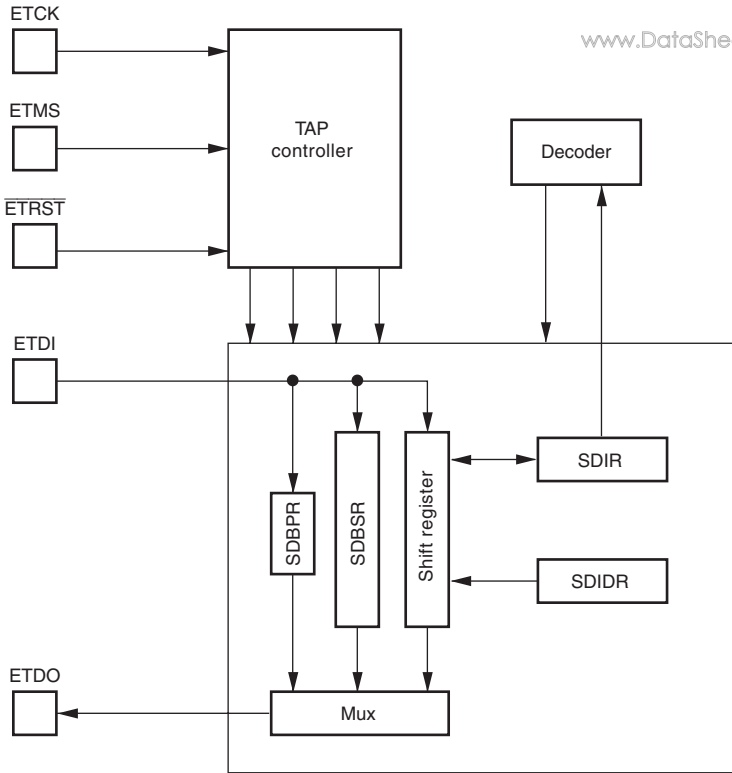 ETCK
www.DataShe
ETMS
TAP
controller
Decoder
ETRST
ETDI
SDIR
SDBPR
SDBSR
Shift register
SDIDR
ETDO
Mux